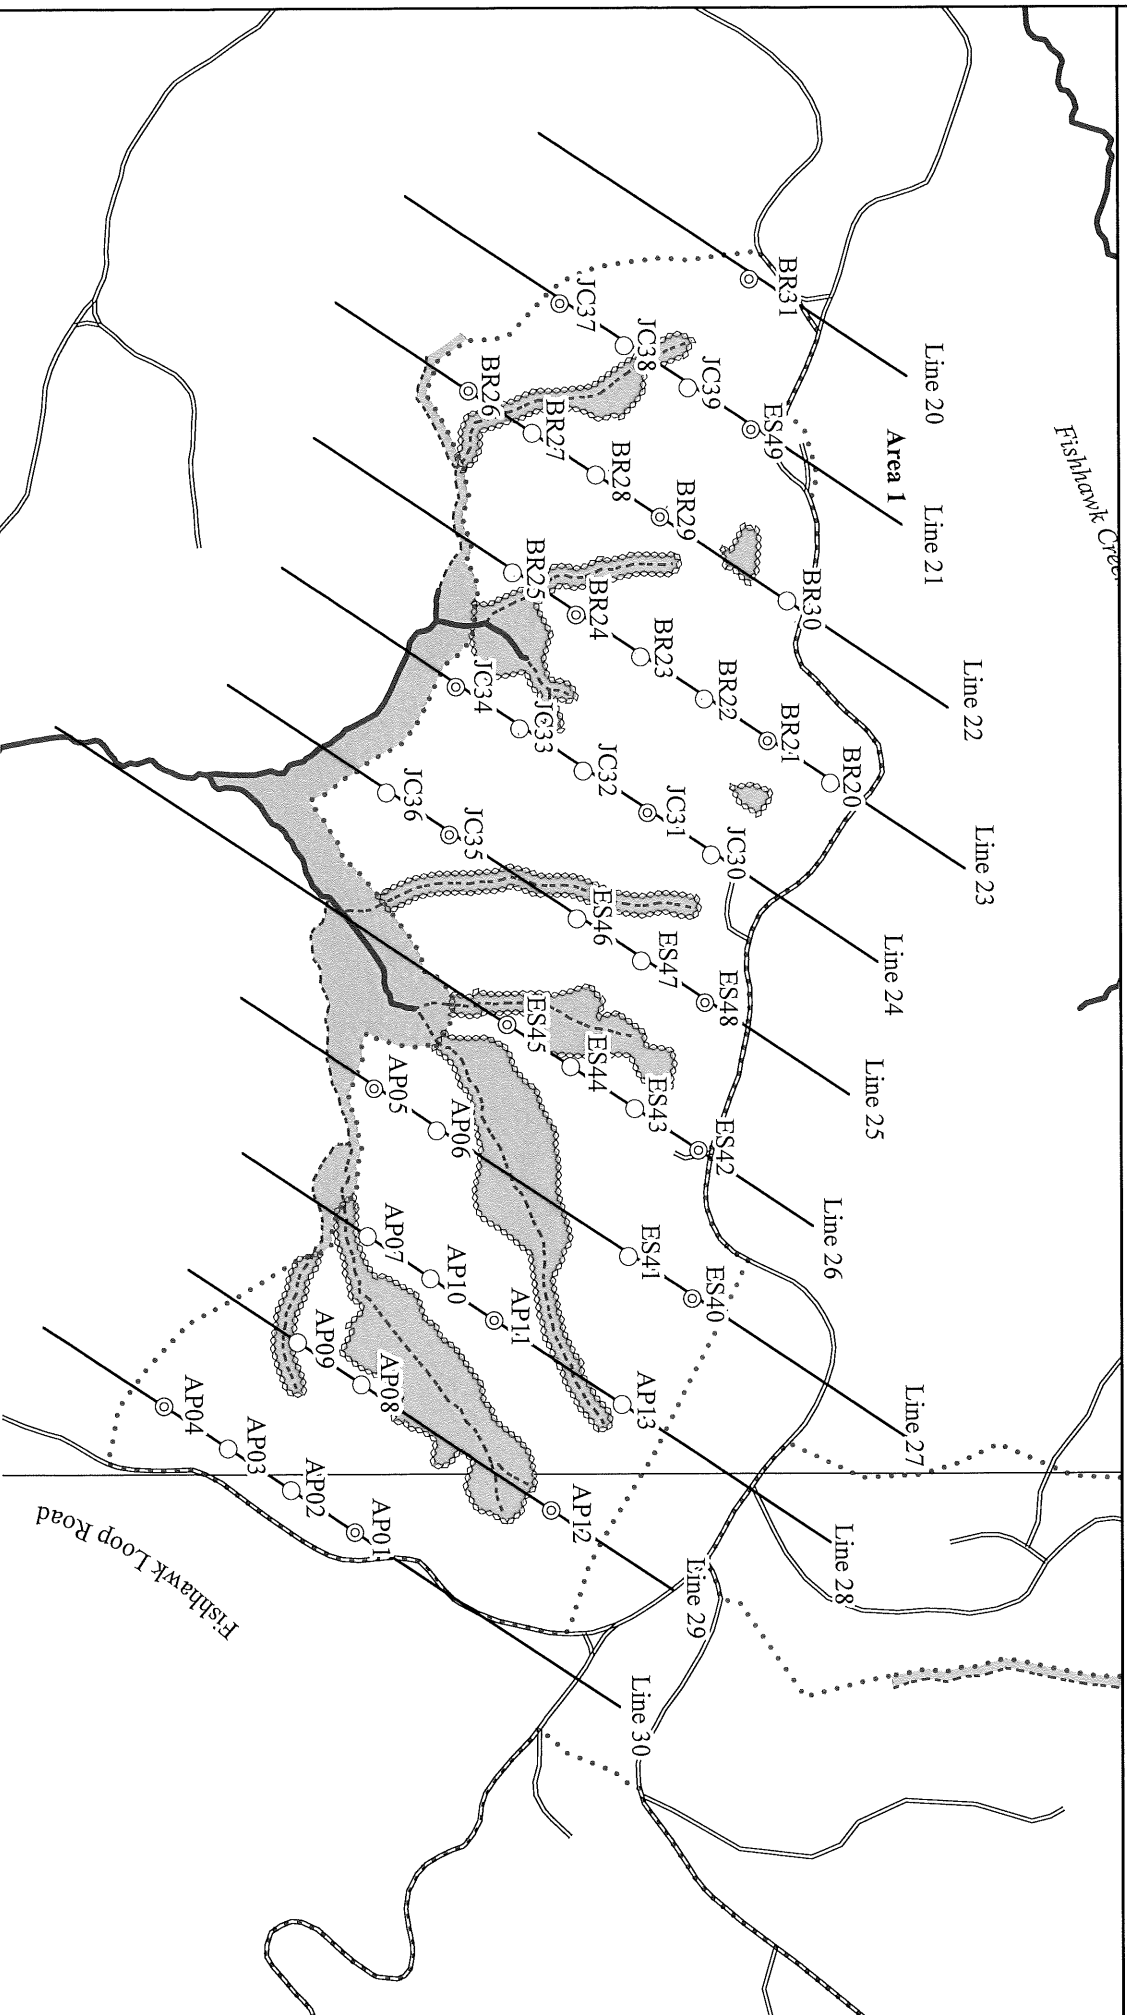 Fishhawk
Line 20
Line 21
Line 22
Line 23
Line 24
Line 25
Line 26
Line 27
Line 28
Line 29
Line 30
Area 1
BR31
JC37
JC38
JC39
ES49
BR26
BR27
BR28
BR29
BR30
BR25
BR24
BR23
BR22
BR21
BR20
JC34
JC33
JC32
JC31
JC30
JC36
JC35
ES46
ES47
ES48
ES45
ES44
ES43
ES42
AP05
AP06
ES41
ES40
AP07
AP10
AP11
AP13
AP09
AP08
AP12
AP04
AP03
AP02
AP01
Fishhawk Loop Road